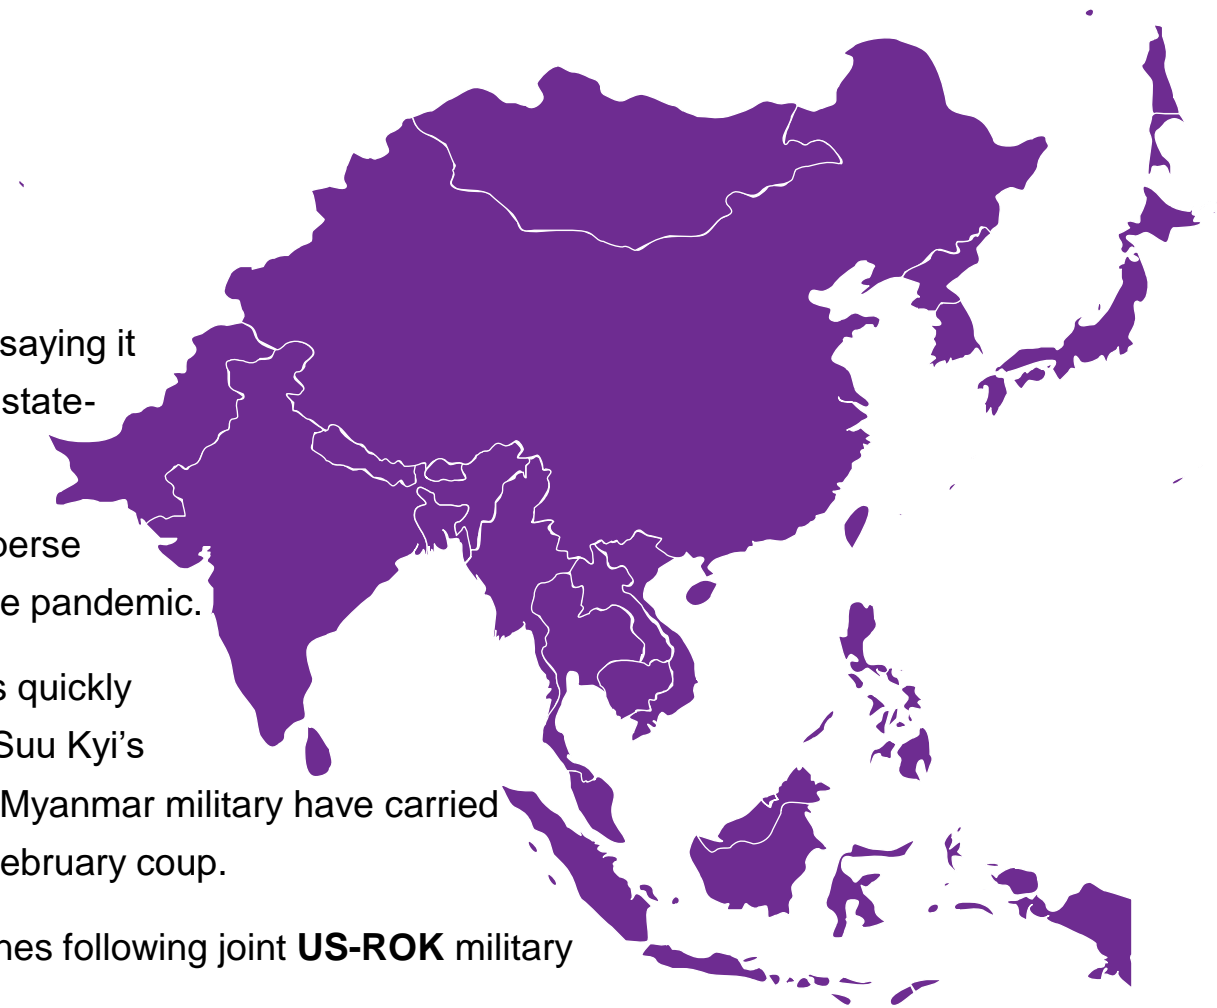 saying it
state-
perse
e pandemic.
s quickly
Suu Kyi's
Myanmar military have carried
ebruary coup.
nes following joint US-ROK military